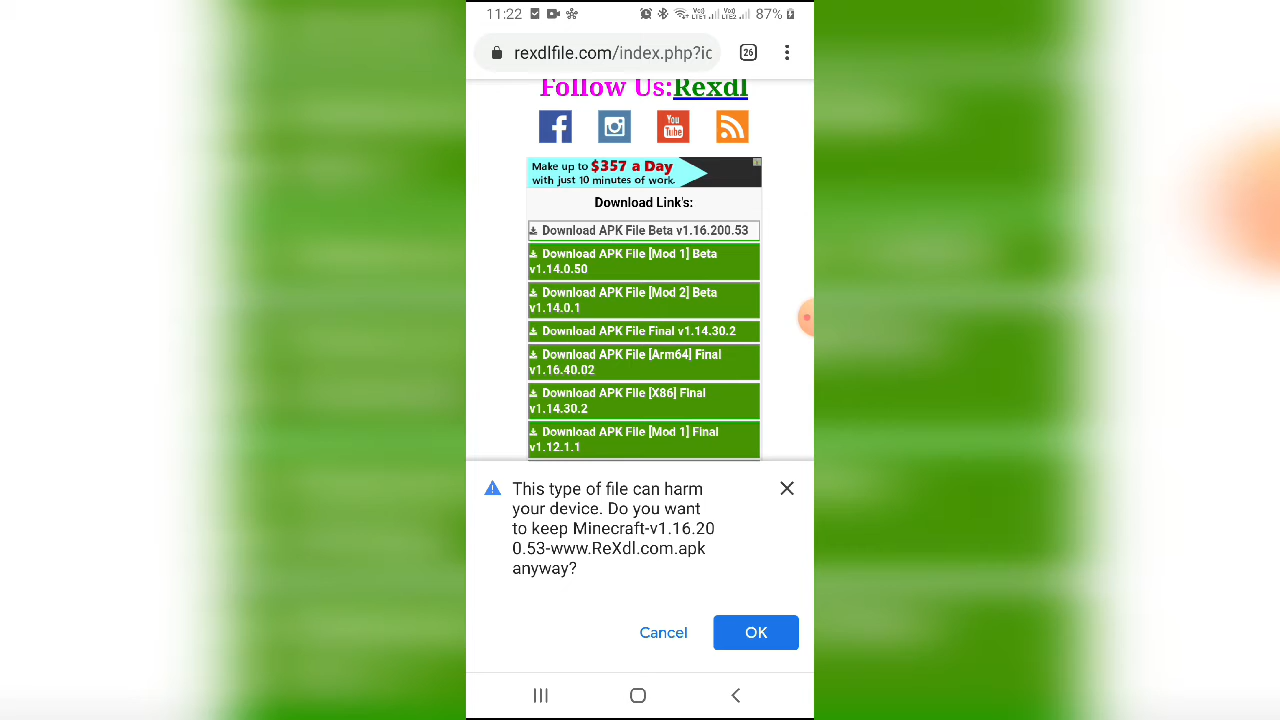 11:22 87%
rexdlfile.com/index.php?ic 26
Follow Us:Rexdl
You
Tube
Make up to $357 a Day
with just 10 minutes of work.
Download Link's:
Download APK File Beta v1.16.200.53
Download APK File [Mod 1] Beta
v1.14.0.50
Download APK File [Mod 2] Beta
v1.14.0.1
Download APK File Final v1.14.30.2
Download APK File [Arm64] Final
v1.16.40.02
Download APK File [X86] Final
v1.14.30.2
Download APK File [Mod 1] Final
v1.12.1.1
This type of file can harm
your device. Do you want
to keep Minecraft-v1.16.20
0.53-www.ReXdl.com.apk
anyway?
Cancel OK